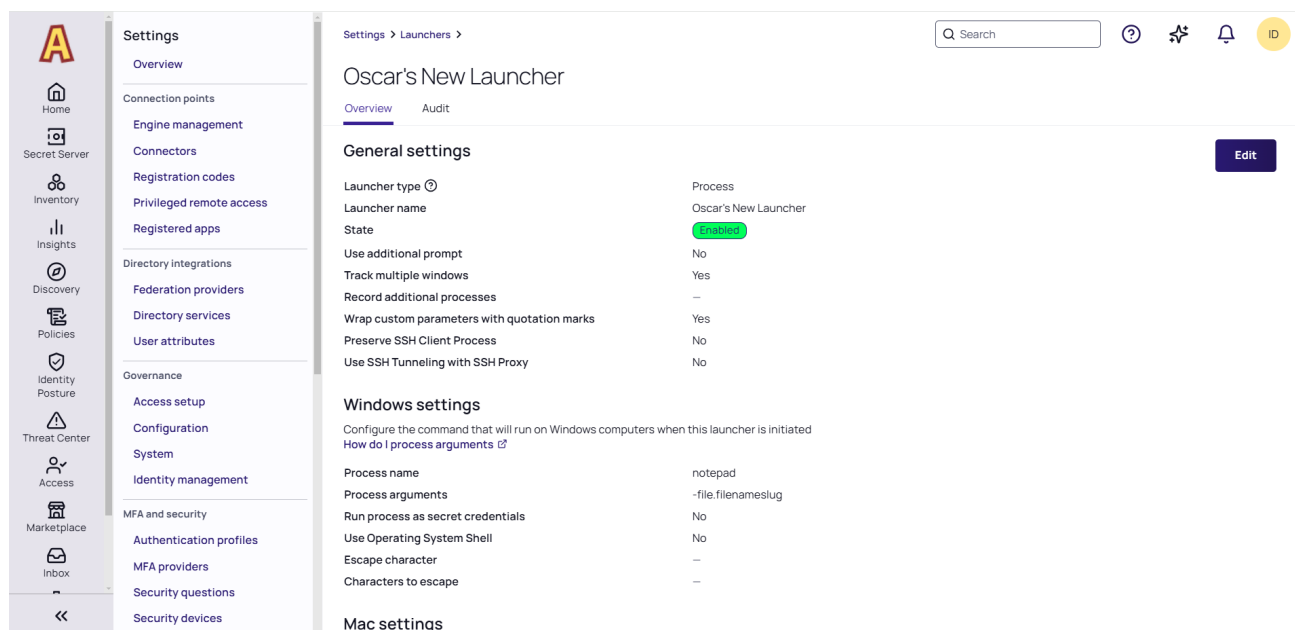 A
Home
Secret Server
Inventory
Insights
Discovery
Policies
Identity
Posture
Threat Center
Access
Marketplace
Inbox
Settings
Overview
Connection points
Engine management
Connectors
Registration codes
Privileged remote access
Registered apps
Directory integrations
Federation providers
Directory services
User attributes
Governance
Access setup
Configuration
System
Identity management
MFA and security
Authentication profiles
MFA providers
Security questions
Security devices
Settings > Launchers >
Search
ID
Oscar's New Launcher
Overview Audit
General settings
Edit
Launcher type Process
Launcher name Oscar's New Launcher
State Enabled
Use additional prompt No
Track multiple windows Yes
Record additional processes —
Wrap custom parameters with quotation marks Yes
Preserve SSH Client Process No
Use SSH Tunneling with SSH Proxy No
Windows settings
Configure the command that will run on Windows computers when this launcher is initiated
How do I process arguments
Process name notepad
Process arguments -file.filenameslug
Run process as secret credentials No
Use Operating System Shell No
Escape character —
Characters to escape —
Mac settings